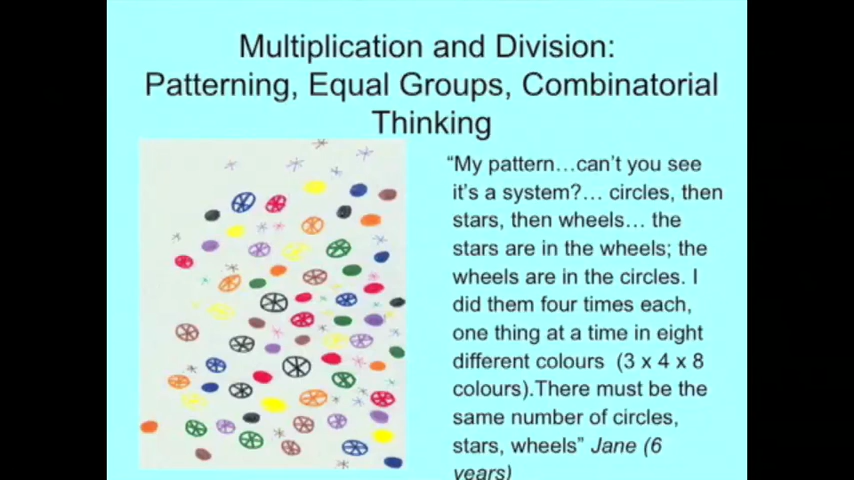 Multiplication and Division:
Patterning, Equal Groups, Combinatorial
Thinking
“My pattern…can’t you see
it’s a system?… circles, then
stars, then wheels… the
stars are in the wheels; the
wheels are in the circles. I
did them four times each,
one thing at a time in eight
different colours  (3 x 4 x 8
colours).There must be the
same number of circles,
stars, wheels” Jane (6
years)